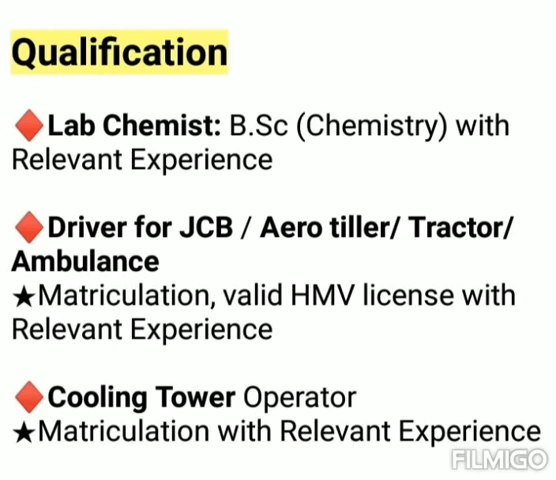 Qualification
♦Lab Chemist: B.Sc (Chemistry) with
Relevant Experience
♦Driver for JCB / Aero tiller/ Tractor/
Ambulance
★Matriculation, valid HMV license with
Relevant Experience
♦Cooling Tower Operator
★Matriculation with Relevant Experience
FILMIGO